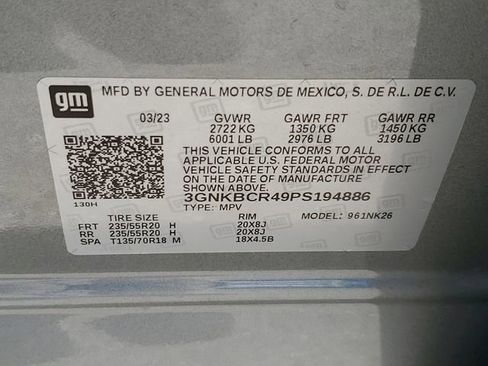 gm MFD BY GENERAL MOTORS DE MEXICO, S. DE R.L. DE C.V.
03/23 GVWR GAWR FRT GAWR RR
2722 KG 1350 KG 1450 KG
6001 LB 2976 LB 3196 LB
THIS VEHICLE CONFORMS TO ALL
APPLICABLE U.S. FEDERAL MOTOR
VEHICLE SAFETY STANDARDS IN EFFECT
ON THE DATE OF MANUFACTURE
SHOWN ABOVE.
3GNKBCR49PS194886
130H TYPE: MPV
TIRE SIZE RIM MODEL: 961NK26
FRT 235/55R20 H 20X8J
RR 235/55R20 H 20X8J
SPA T135/70R18 M 18X4.5B